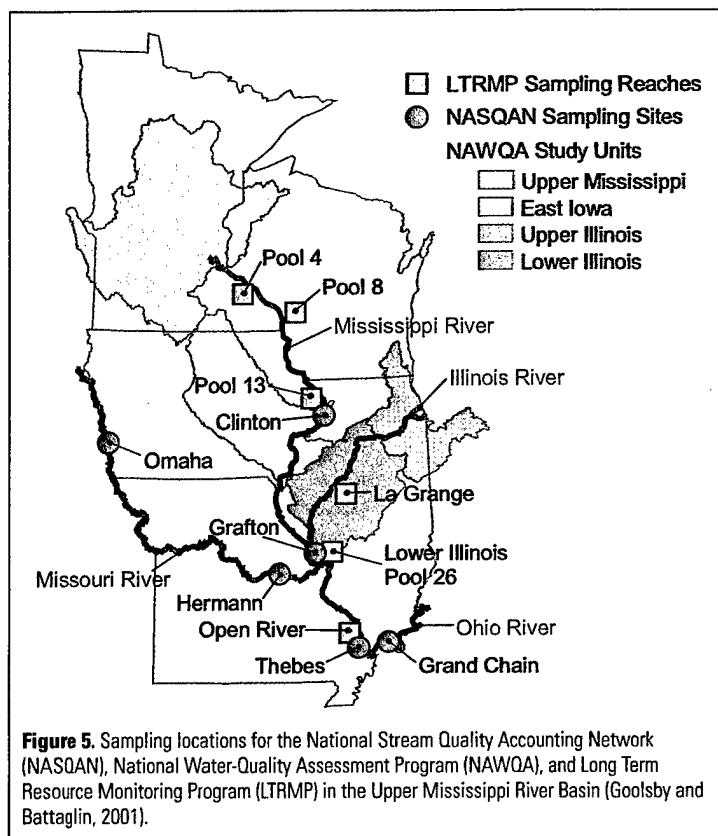 LTRMP Sampling Reaches
NASQAN Sampling Sites
NAWQA Study Units
Upper Mississippi
East Iowa
Upper Illinois
Lower Illinois
Pool 4
Pool 8
Mississippi River
Pool 13
Illinois River
Clinton
Omaha
La Grange
Grafton
Lower Illinois
Pool 26
Missouri River
Hermann
Open River
Ohio River
Thebes
Grand Chain
Figure 5. Sampling locations for the National Stream Quality Accounting Network
(NASQAN), National Water-Quality Assessment Program (NAWQA), and Long Term
Resource Monitoring Program (LTRMP) in the Upper Mississippi River Basin (Goolsby and
Battaglin, 2001).